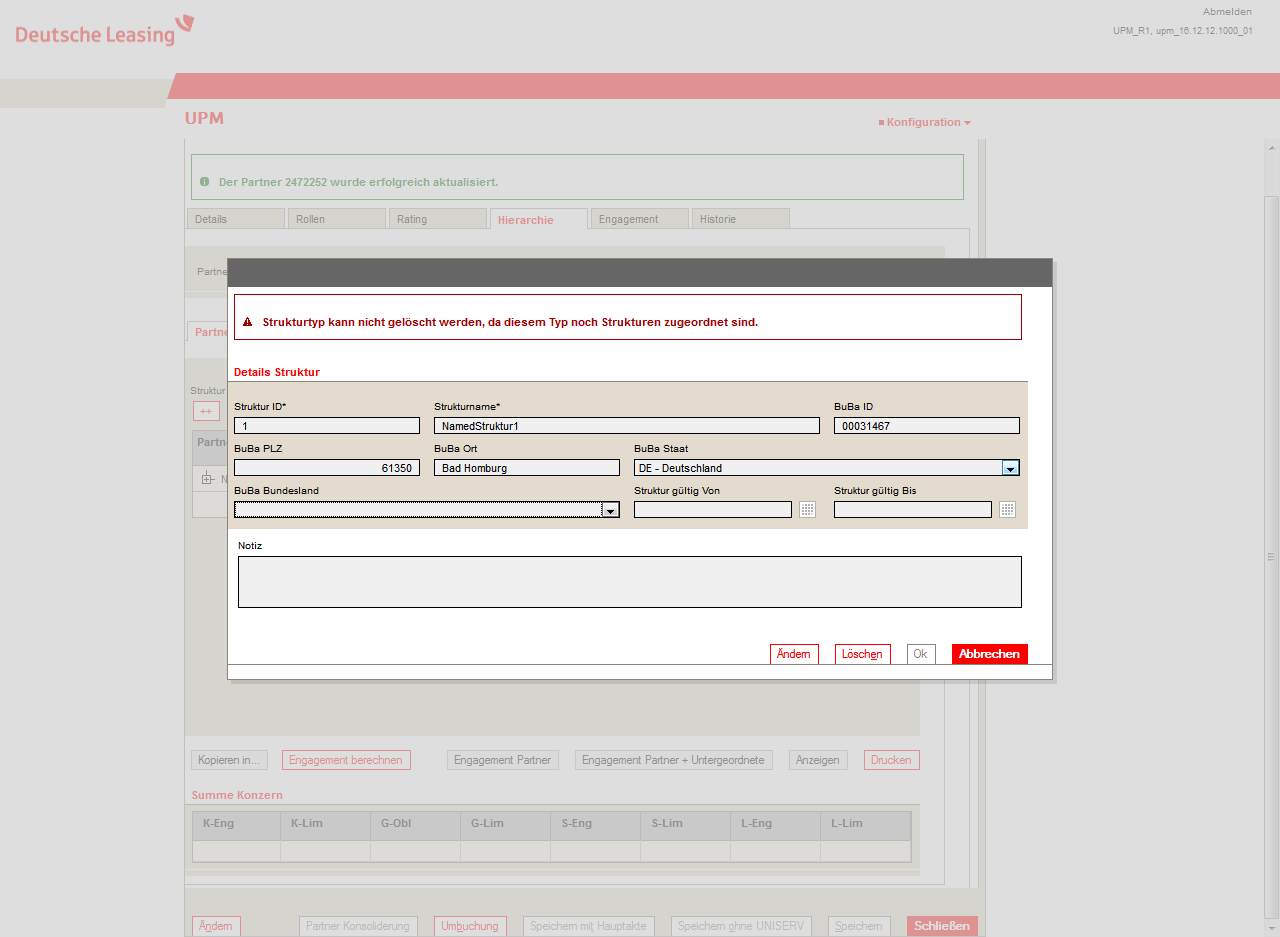 Deutsche Leasing
Abmelden
UPM_R1, upm_16.12.12.1000_01
UPM
Konfiguration
Der Partner 2472252 wurde erfolgreich aktualisiert.
Details Rollen Rating Hierarchie Engagement Historie
Partne
Strukturtyp kann nicht gelöscht werden, da diesem Typ noch Strukturen zugeordnet sind.
Partne
Details Struktur
Struktur
Struktur ID* Strukturname* BuBa ID
++
1 NamedStruktur1 00031467
Partn
BuBa PLZ BuBa Ort BuBa Staat
61350 Bad Homburg DE - Deutschland
N
BuBa Bundesland Struktur gültig Von Struktur gültig Bis
Notiz
Ändern Löschen Ok Abbrechen
Kopieren in... Engagement berechnen Engagement Partner Engagement Partner + Untergeordnete Anzeigen Drucken
Summe Konzern
K-Eng K-Lim G-Obl G-Lim S-Eng S-Lim L-Eng L-Lim
Ändern Partner Konsolidierung Umbuchung Speichern mit Hauptakte Speichern ohne UNISERV Speichern Schließen